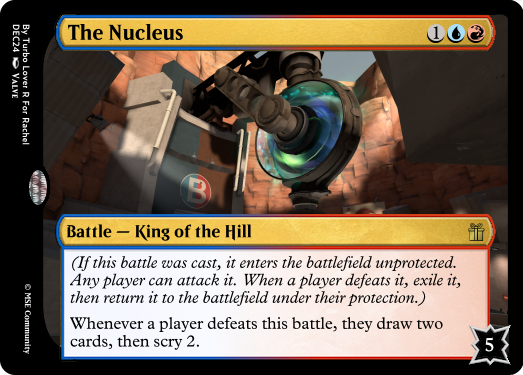 The Nucleus
1
By Turbo Lover R For Rachel
DEC24 VALVE
B
Battle — King of the Hill
(If this battle was cast, it enters the battlefield unprotected.
Any player can attack it. When a player defeats it, exile it,
then return it to the battlefield under their protection.)
Whenever a player defeats this battle, they draw two
cards, then scry 2.
5
© MSE Community